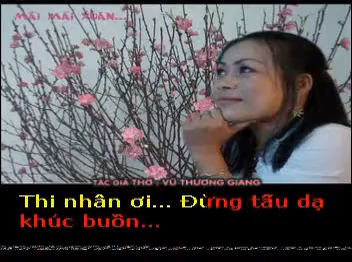 MÃI MÃI XUÂN...
TÁC GIẢ THƠ : VŨ THƯƠNG GIANG
Thi nhân ơi... Đừng tấu dạ
khúc buồn...